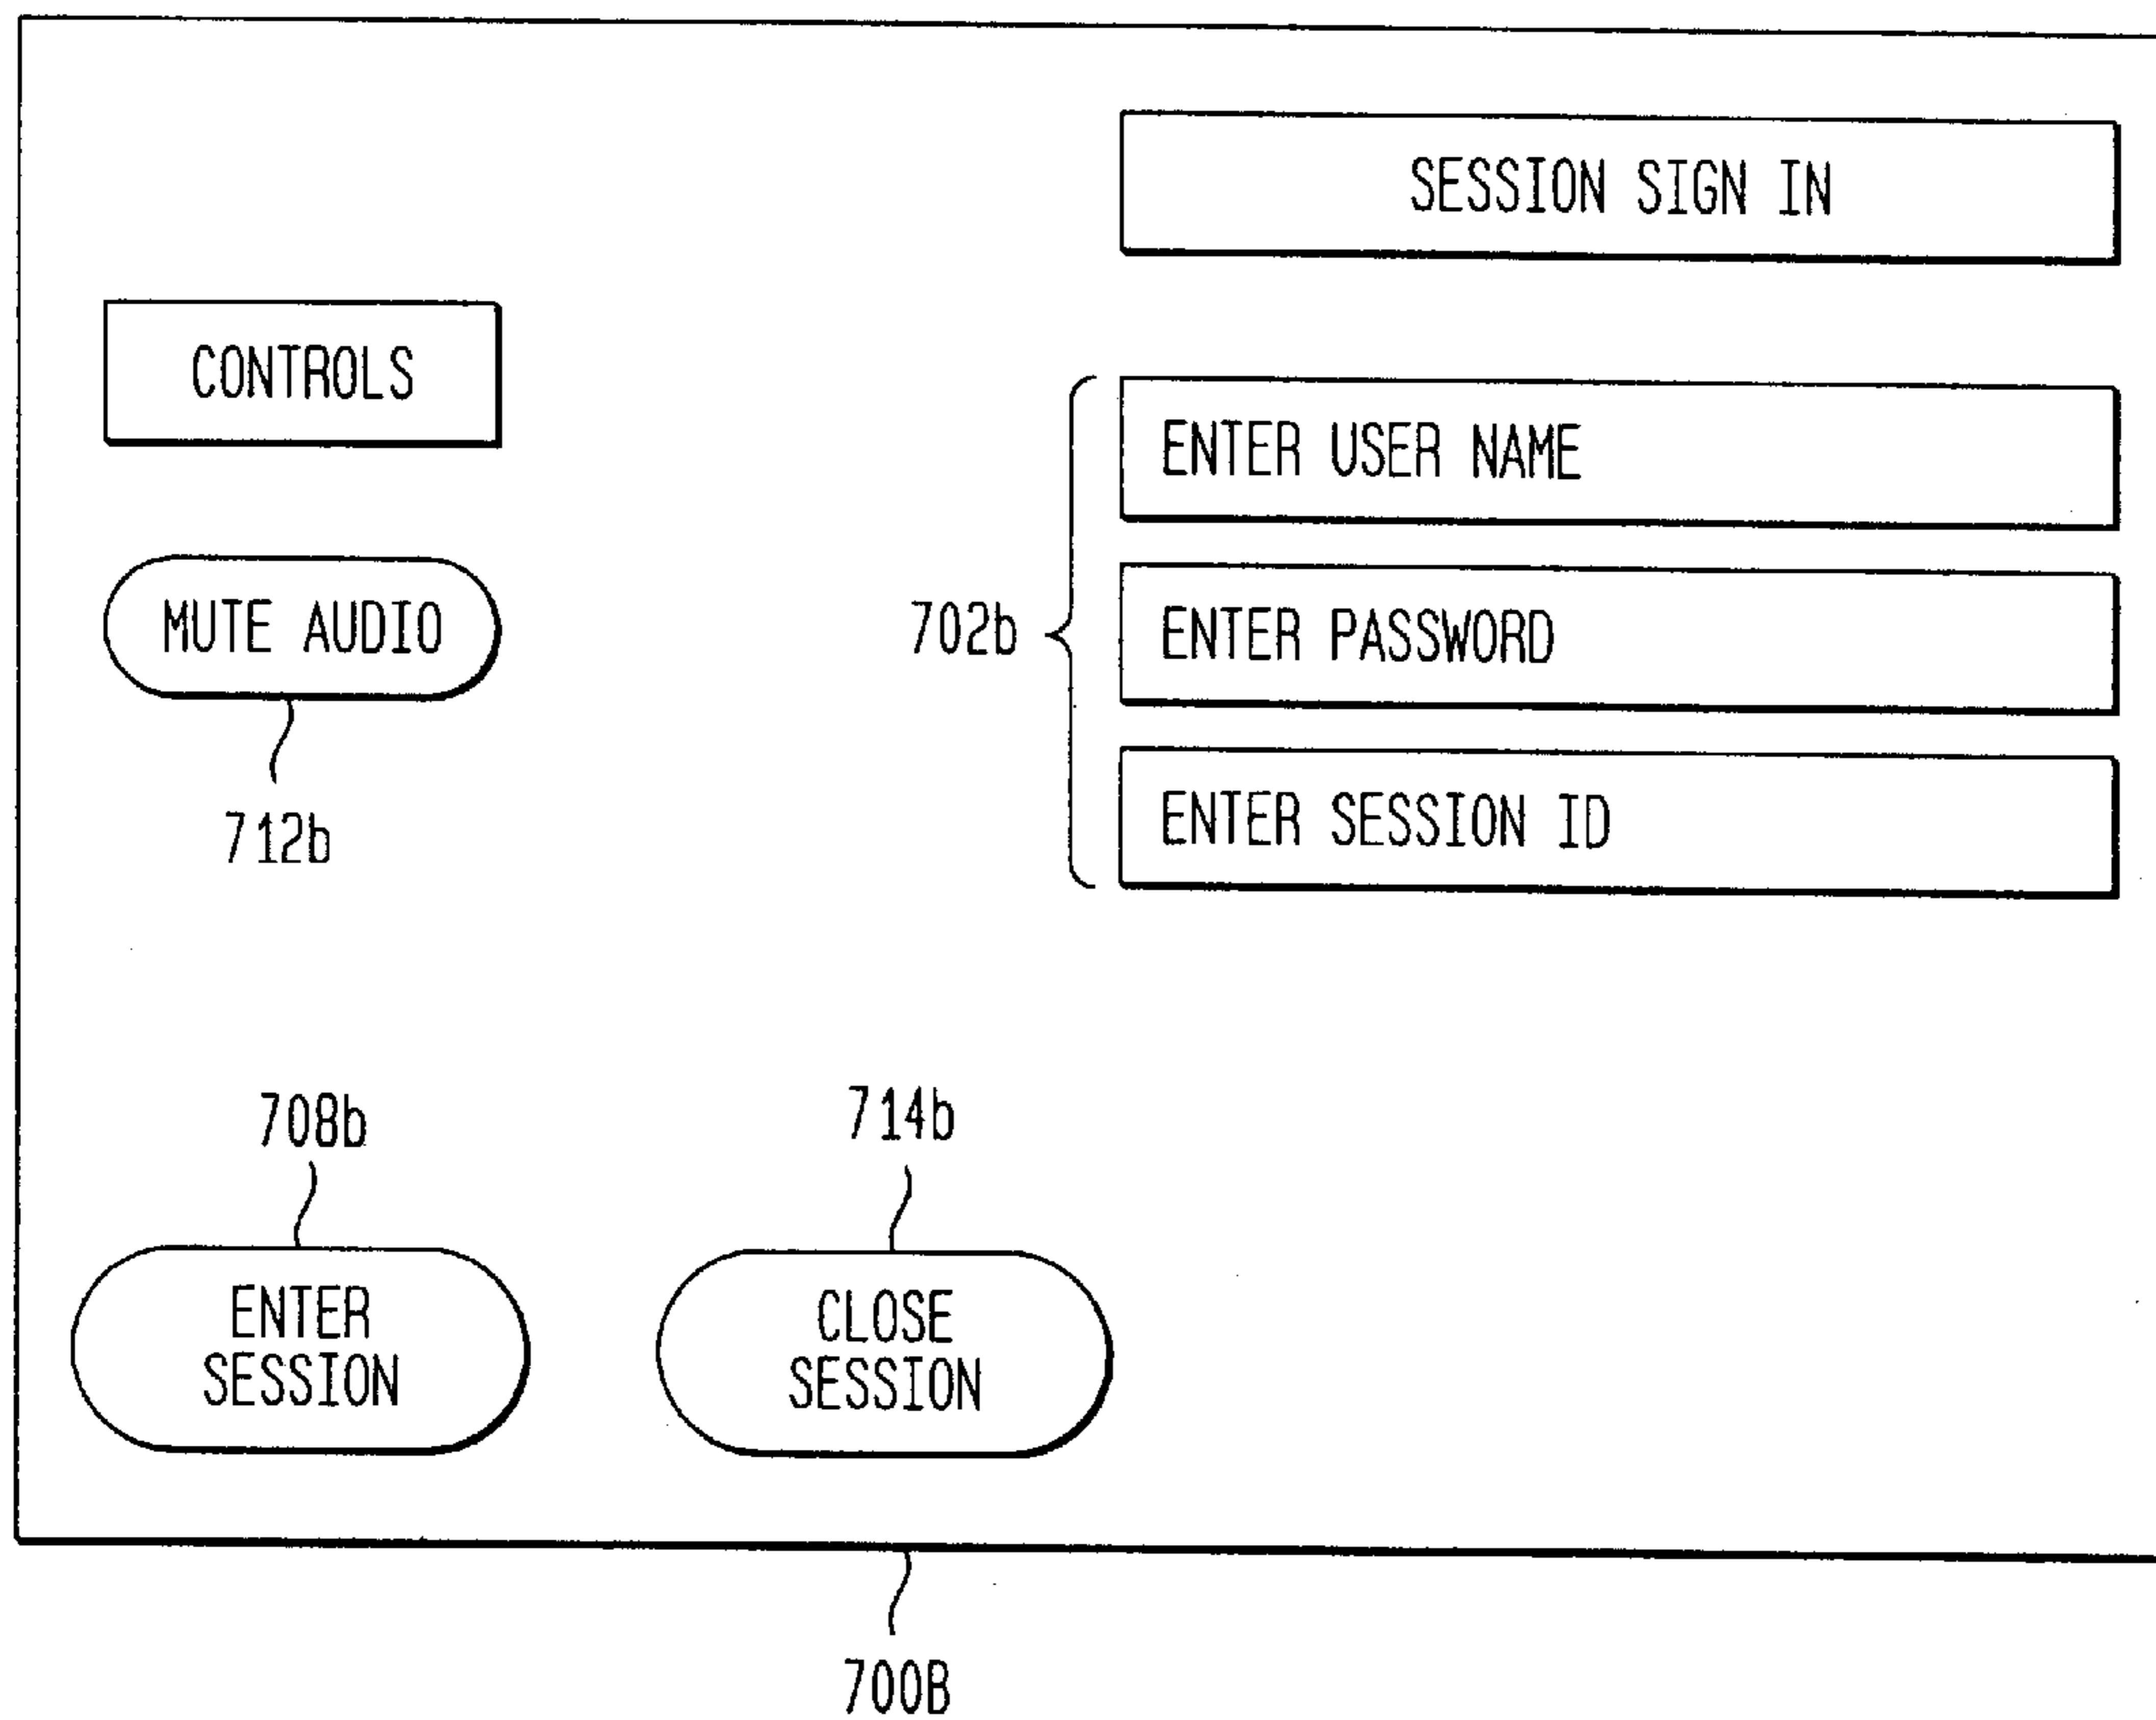 SESSION SIGN IN
CONTROLS
ENTER USER NAME
MUTE AUDIO
702b
ENTER PASSWORD
712b
ENTER SESSION ID
708b
714b
ENTER
SESSION
CLOSE
SESSION
700B